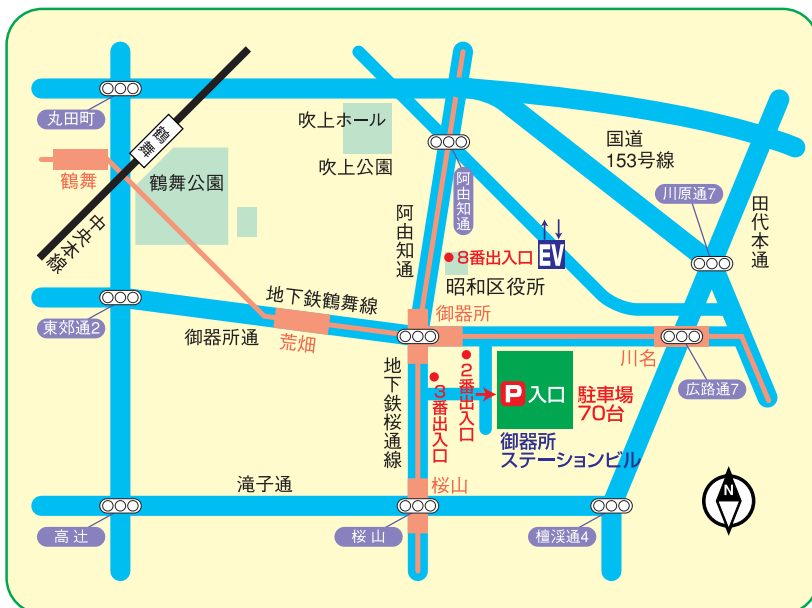 丸田町
鶴舞
鶴舞
中央本線
鶴舞公園
吹上ホール
吹上公園
阿由知通
阿由知通
国道
153号線
川原通7
田代本通
8番出入口
EV
昭和区役所
地下鉄鶴舞線
御器所
東郊通2
御器所通
荒畑
川名
広路通7
地下鉄桜通線
3番出入口
2番出入口
P 入口
駐車場
70台
御器所
ステーションビル
滝子通
桜山
高辻
桜山
檀渓通4
N